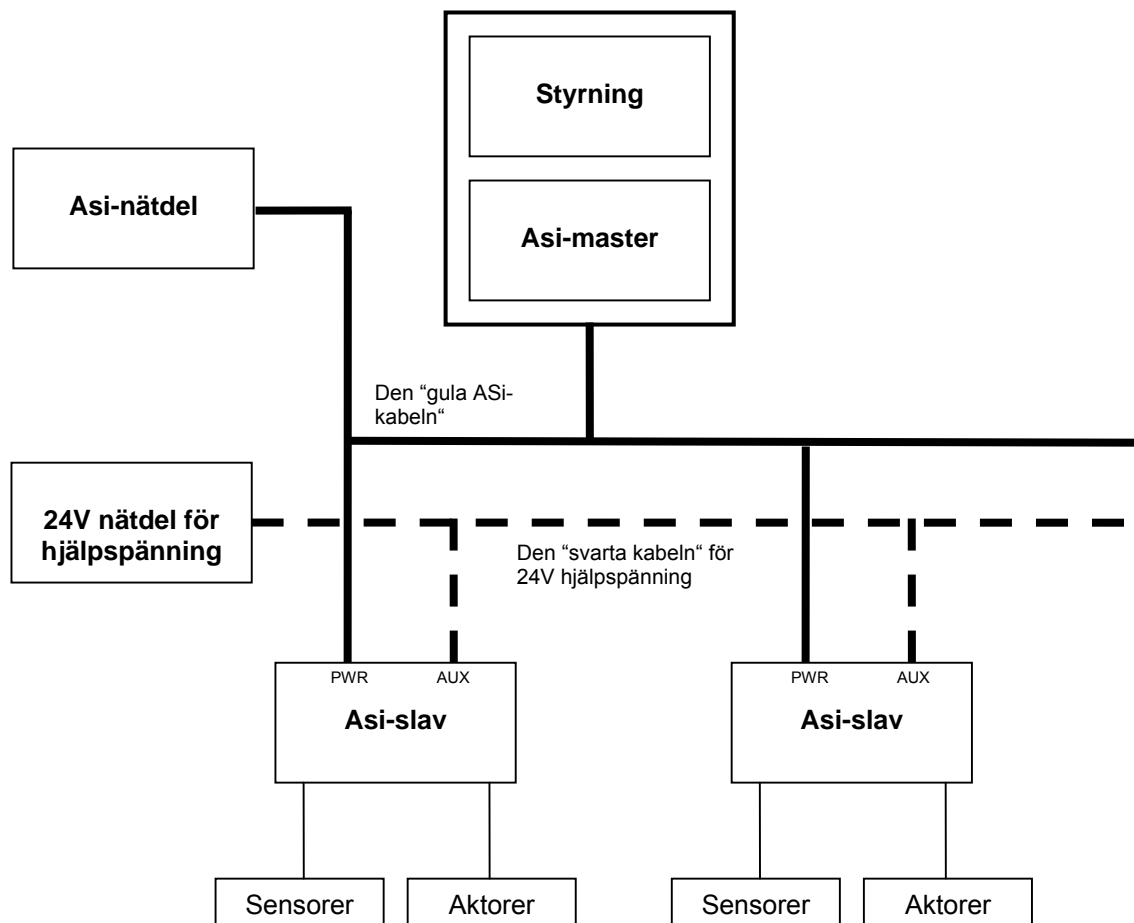 Styrning
Asi-nätdel
Asi-master
Den “gula ASi-
kabeln“
24V nätdel för
hjälpspänning
Den “svarta kabeln“ för
24V hjälpspänning
PWR AUX
Asi-slav
PWR AUX
Asi-slav
Sensorer
Aktorer
Sensorer
Aktorer